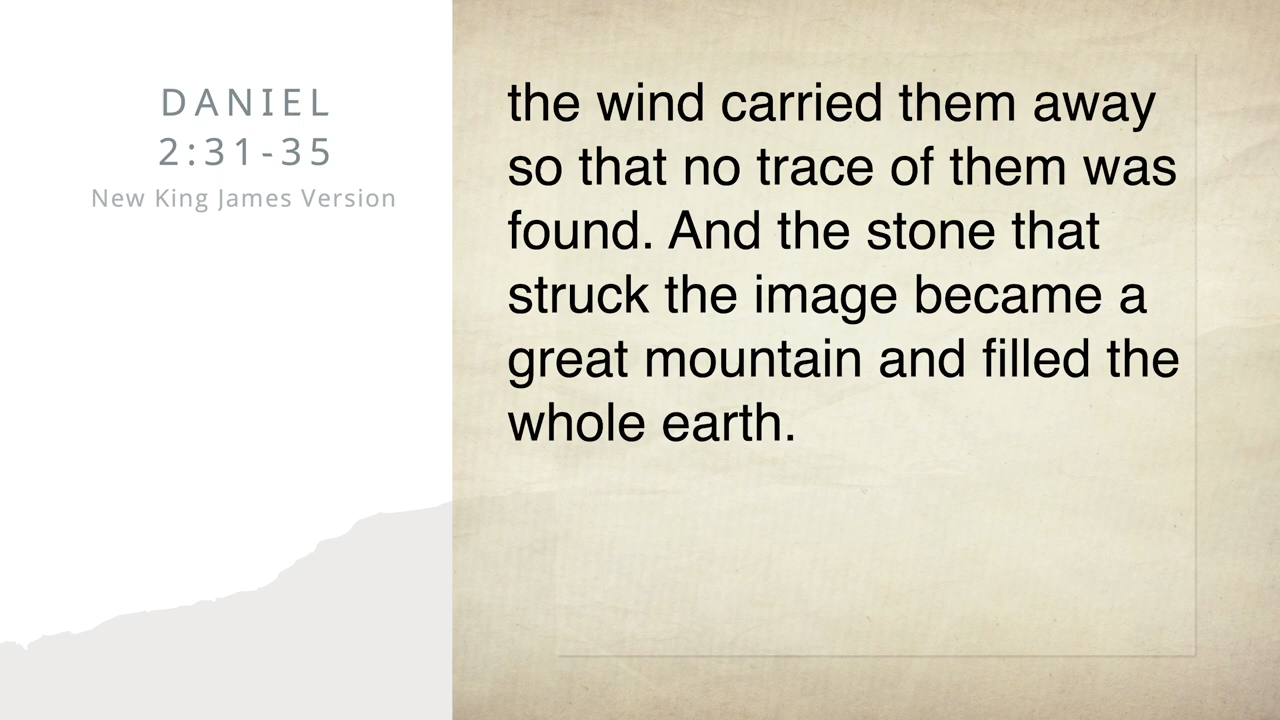 DANIEL
2:31-35
New King James Version
the wind carried them away
so that no trace of them was
found. And the stone that
struck the image became a
great mountain and filled the
whole earth.